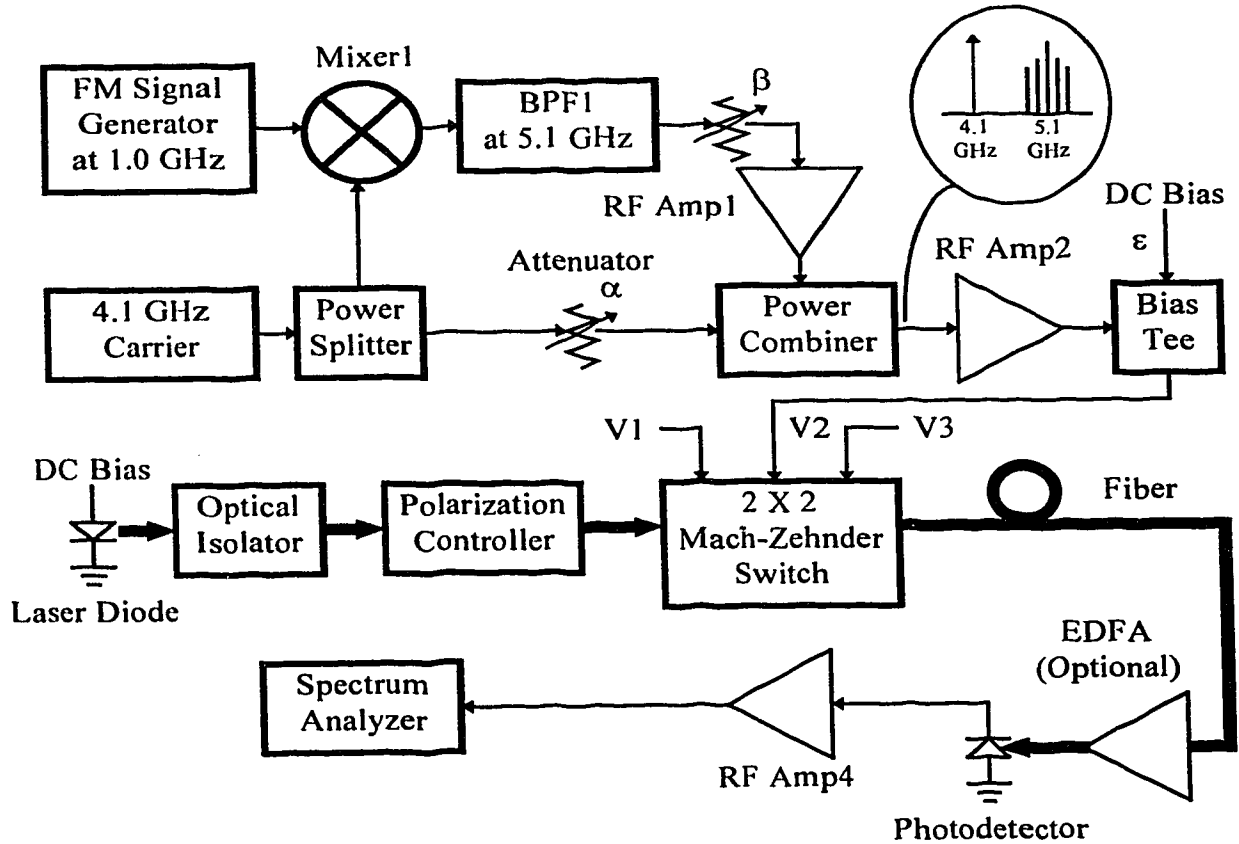 Mixer1
FM Signal
Generator
at 1.0 GHz
BPF1
at 5.1 GHz
β
4.1
GHz
5.1
GHz
RF Amp1
DC Bias
ε
RF Amp2
Attenuator
α
4.1 GHz
Carrier
Power
Splitter
Power
Combiner
Bias
Tee
V1
V2
V3
DC Bias
Laser Diode
Optical
Isolator
Polarization
Controller
2 X 2
Mach-Zehnder
Switch
Fiber
EDFA
(Optional)
Spectrum
Analyzer
RF Amp4
Photodetector